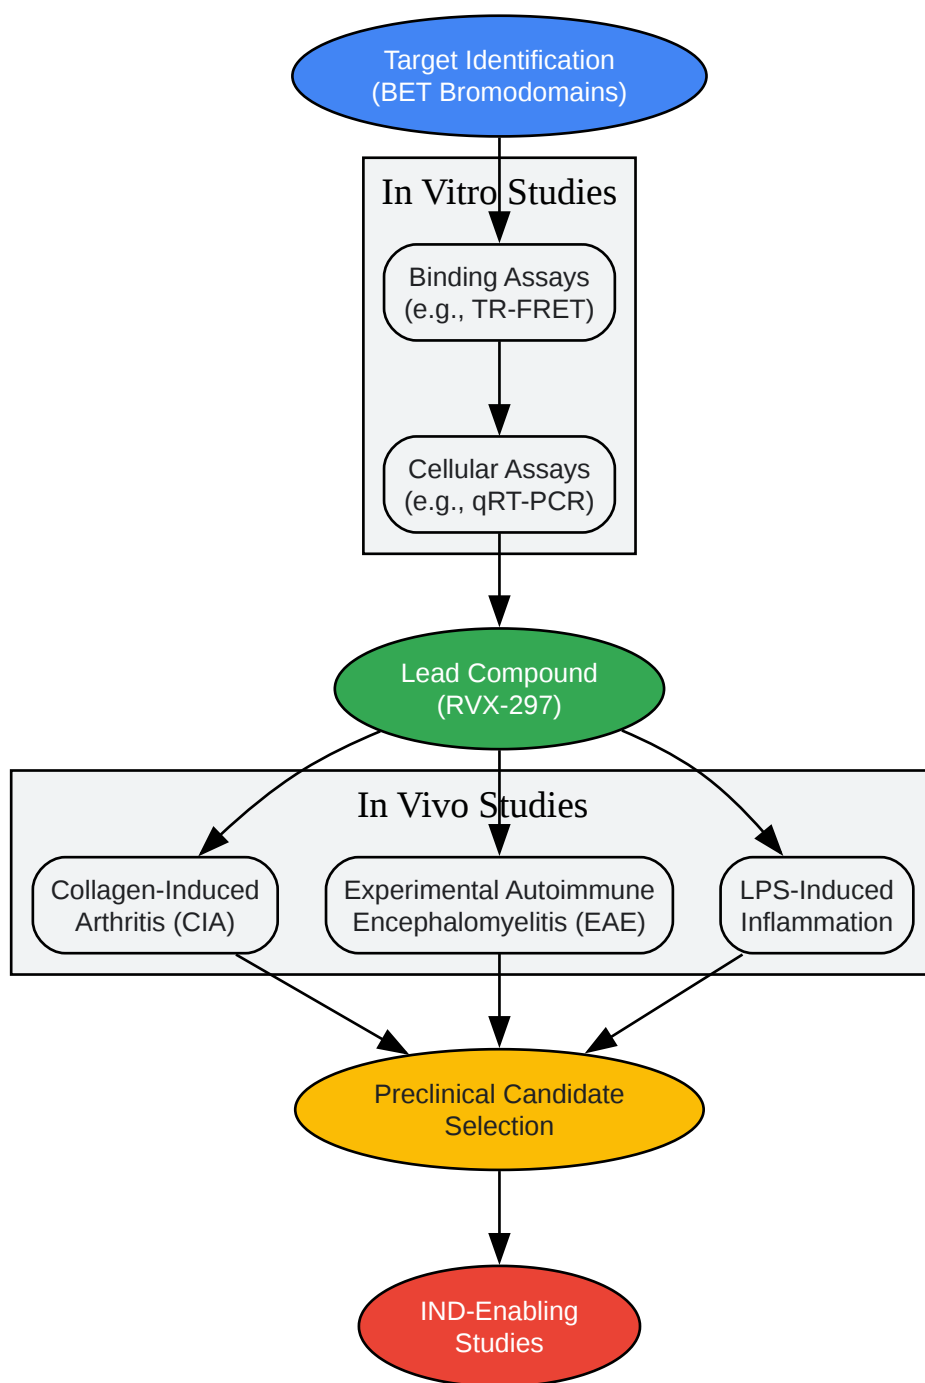 Target Identification
(BET Bromodomains)
In Vitro Studies
Binding Assays
(e.g., TR-FRET)
Cellular Assays
(e.g., qRT-PCR)
Lead Compound
(RVX-297)
In Vivo Studies
Collagen-Induced
Arthritis (CIA)
Experimental Autoimmune
Encephalomyelitis (EAE)
LPS-Induced
Inflammation
Preclinical Candidate
Selection
IND-Enabling
Studies